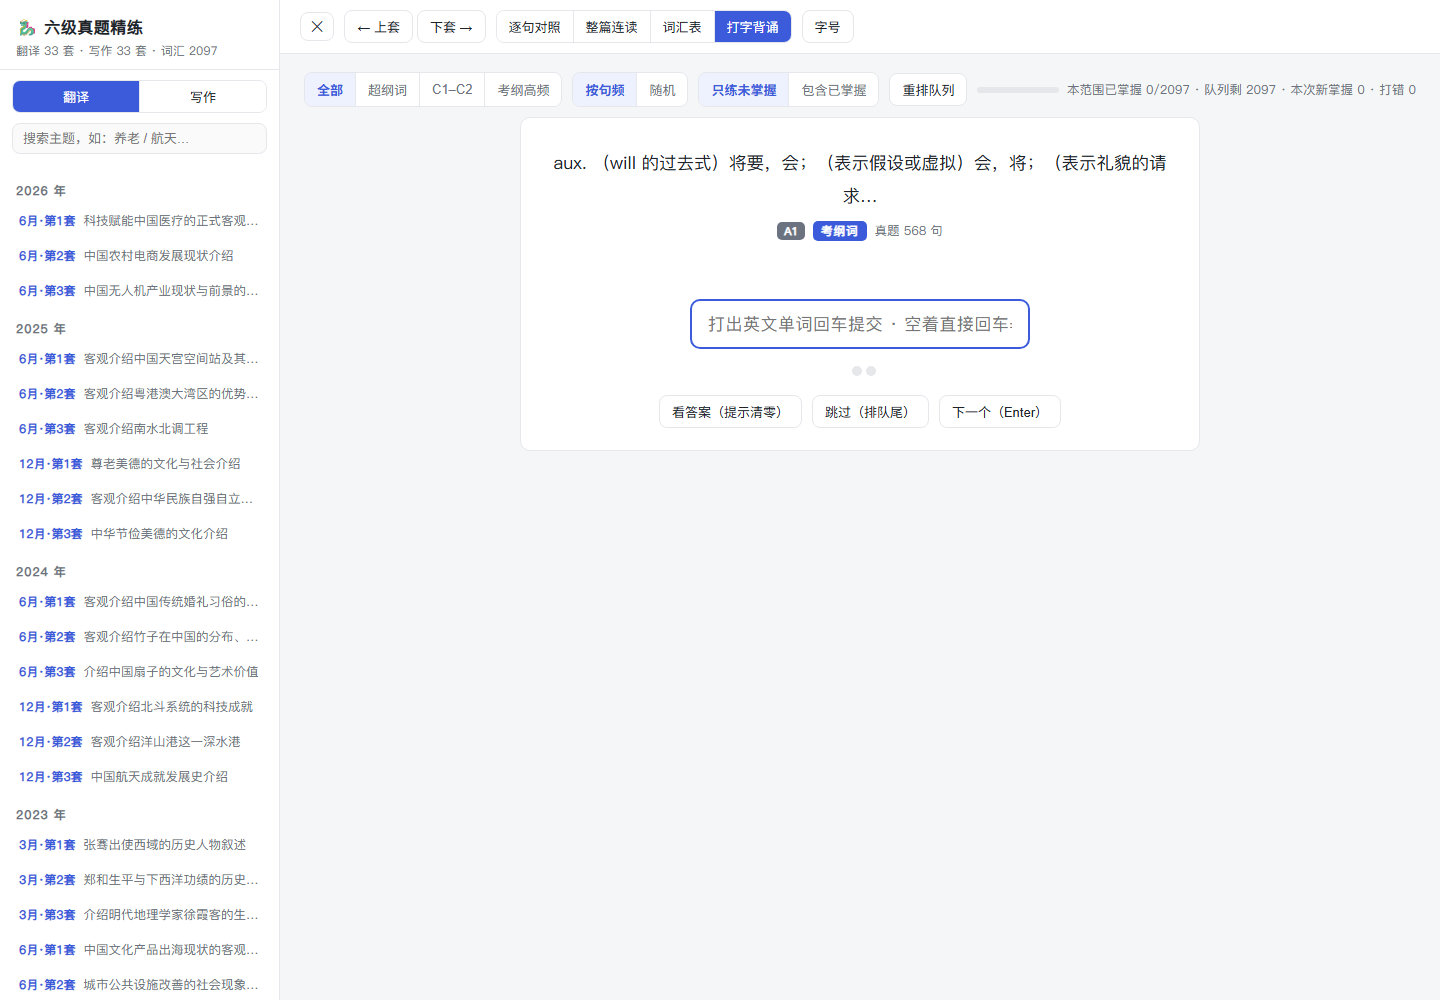 🐉 六级真题精练
翻译 33 套 · 写作 33 套 · 词汇 2097
翻译
写作
搜索主题，如：养老 / 航天…
2026 年
6月·第1套 科技赋能中国医疗的正式客观…
6月·第2套 中国农村电商发展现状介绍
6月·第3套 中国无人机产业现状与前景的…
2025 年
6月·第1套 客观介绍中国天宫空间站及其…
6月·第2套 客观介绍粤港澳大湾区的优势…
6月·第3套 客观介绍南水北调工程
12月·第1套 尊老美德的文化与社会介绍
12月·第2套 客观介绍中华民族自强自立…
12月·第3套 中华节俭美德的文化介绍
2024 年
6月·第1套 客观介绍中国传统婚礼习俗的…
6月·第2套 客观介绍竹子在中国的分布、…
6月·第3套 介绍中国扇子的文化与艺术价值
12月·第1套 客观介绍北斗系统的科技成就
12月·第2套 客观介绍洋山港这一深水港
12月·第3套 中国航天成就发展史介绍
2023 年
3月·第1套 张骞出使西域的历史人物叙述
3月·第2套 郑和生平与下西洋功绩的历史…
3月·第3套 介绍明代地理学家徐霞客的生…
6月·第1套 中国文化产品出海现状的客观…
6月·第2套 城市公共设施改善的社会现象…
× ← 上套 下套 → 逐句对照 整篇连读 词汇表 打字背诵 字号
全部 超纲词 C1–C2 考纲高频 按句频 随机 只练未掌握 包含已掌握 重排队列 本范围已掌握 0/2097 · 队列剩 2097 · 本次新掌握 0 · 打错 0
aux. （will 的过去式）将要，会；（表示假设或虚拟）会，将；（表示礼貌的请
求…
A1 考纲词 真题 568 句
打出英文单词回车提交 · 空着直接回车
看答案（提示清零） 跳过（排队尾） 下一个（Enter）